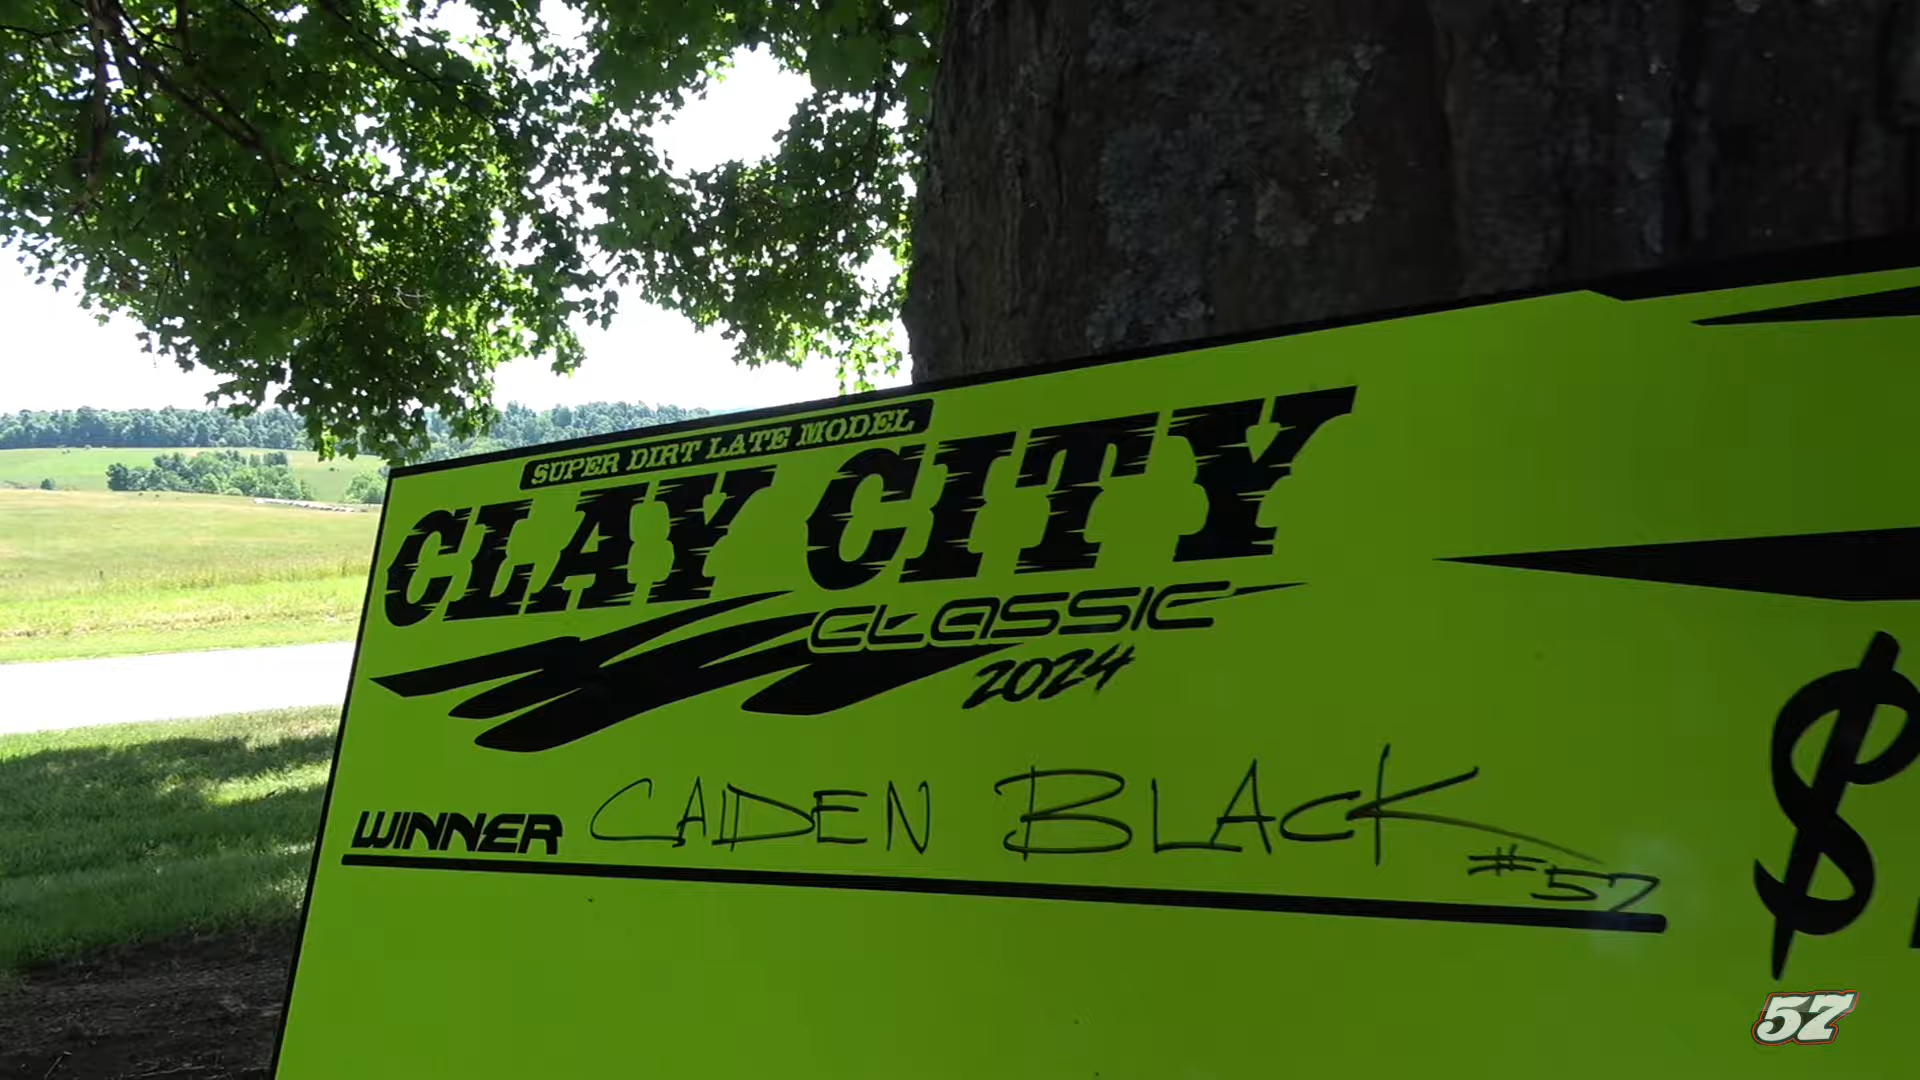 SUPER DIRT LATE MODEL
CLAY CITY
CLASSIC
2024
WINNER CAIDEN BLACK
#57
$
57